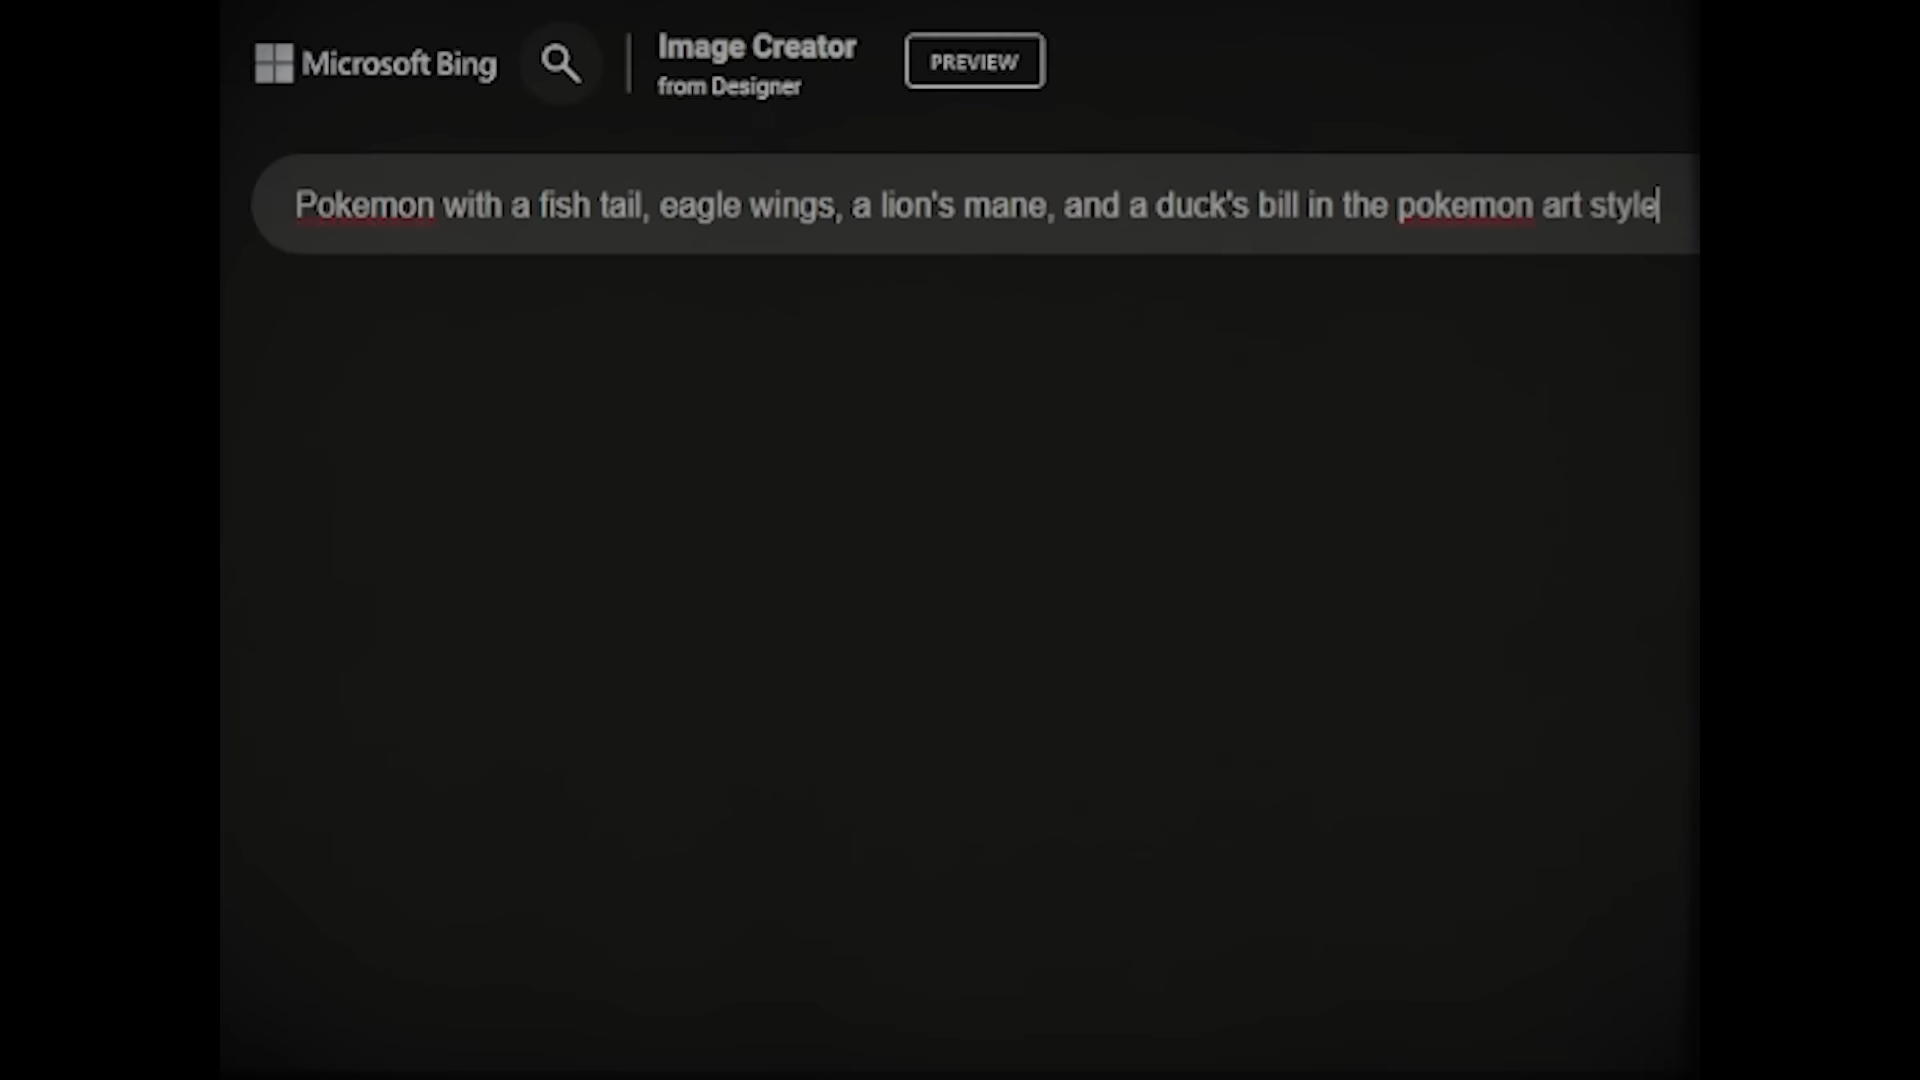 Microsoft Bing
Image Creator
from Designer
PREVIEW
Pokemon with a fish tail, eagle wings, a lion's mane, and a duck's bill in the pokemon art style